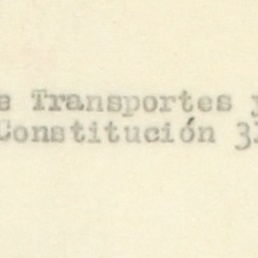 e Transportes y
Constitución 3